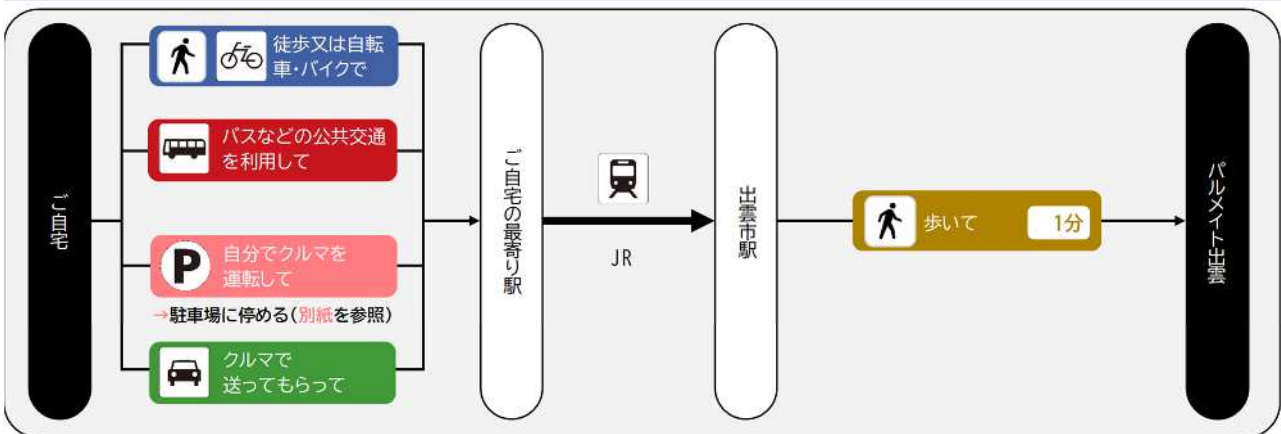 ご自宅
徒歩又は自転
車・バイクで
バスなどの公共交通
を利用して
P
自分でクルマを
運転して
→駐車場に停める(別紙を参照)
クルマで
送ってもらって
ご自宅の最寄り駅
JR
出雲市駅
歩いて
1分
パルメイト出雲